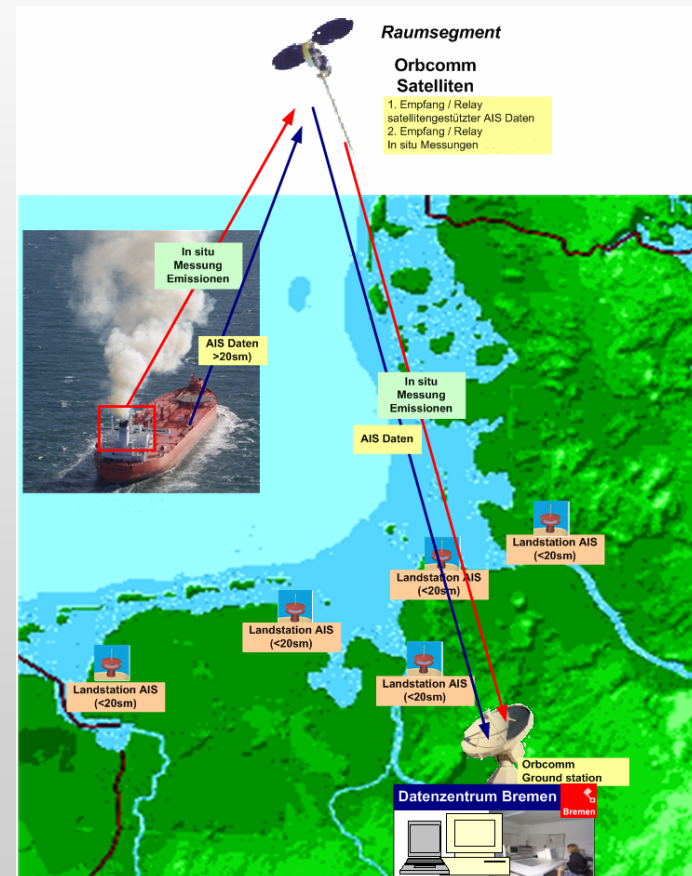 Raumsegment
Orbcomm
Satelliten
1. Empfang / Relay
satellitengestützter AIS Daten
2. Empfang / Relay
In situ Messungen
In situ
Messung
Emissionen
AIS Daten
>20sm)
In situ
Messung
Emissionen
AIS Daten
Landstation AIS
(<20sm)
Landstation AIS
(<20sm)
Landstation AIS
(<20sm)
Landstation AIS
(<20sm)
Landstation AIS
(<20sm)
Orbcomm
Ground station
Datenzentrum Bremen
Bremen